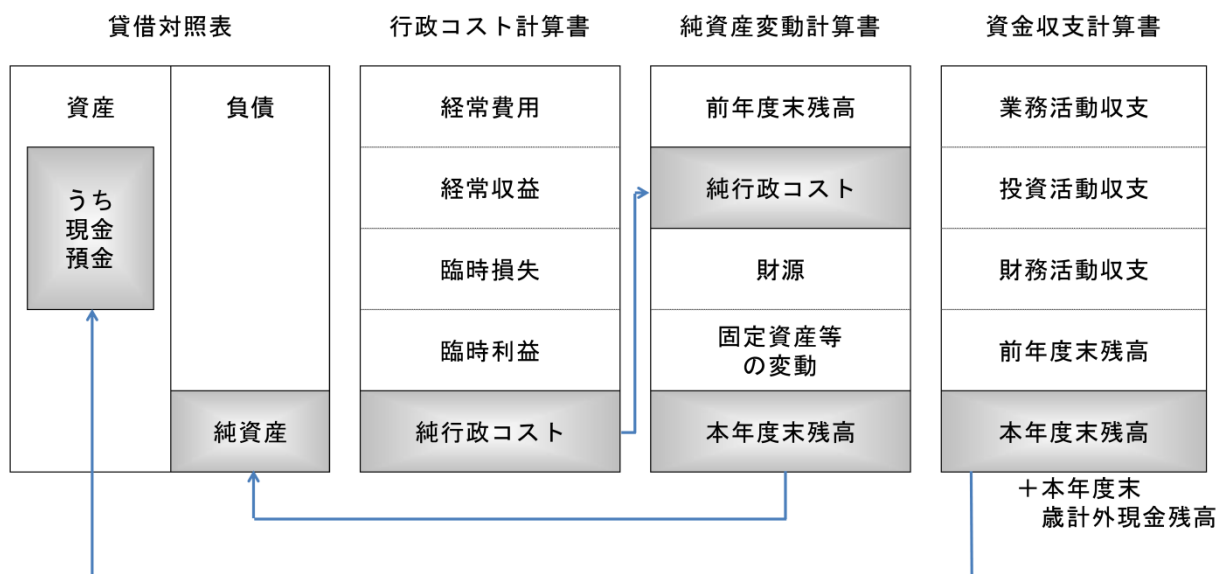 貸借対照表
行政コスト計算書
純資産変動計算書
資金収支計算書
資産
負債
うち
現金
預金
純資産
経常費用
経常収益
臨時損失
臨時利益
純行政コスト
前年度末残高
純行政コスト
財源
固定資産等
の変動
本年度末残高
業務活動収支
投資活動収支
財務活動収支
前年度末残高
本年度末残高
＋本年度末
歳計外現金残高